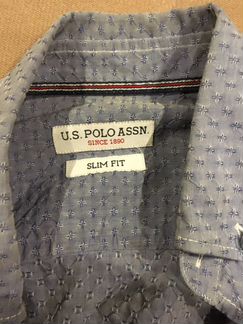 U.S. POLO ASSN.
SINCE 1890
SLIM FIT